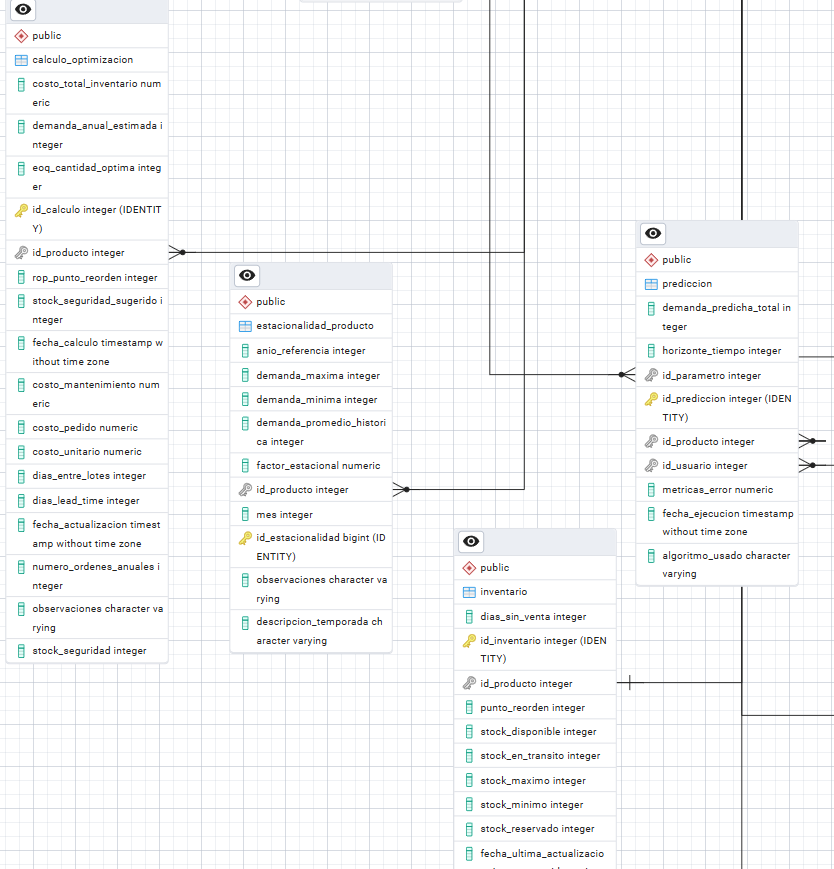 public
calculo_optimizacion
costo_total_inventario num
eric
demanda_anual_estimada i
nteger
eoq_cantidad_optima integ
er
id_calculo integer (IDENTIT
Y)
id_producto integer
rop_punto_reorden integer
stock_seguridad_sugerido i
nteger
fecha_calculo timestamp w
ithout time zone
costo_mantenimiento num
eric
costo_pedido numeric
costo_unitario numeric
dias_entre_lotes integer
dias_lead_time integer
fecha_actualizacion timest
amp without time zone
numero_ordenes_anuales i
nteger
observaciones character va
rying
stock_seguridad integer
public
estacionalidad_producto
anio_referencia integer
demanda_maxima integer
demanda_minima integer
demanda_promedio_histori
ca integer
factor_estacional numeric
id_producto integer
mes integer
id_estacionalidad bigint (ID
ENTITY)
observaciones character va
rying
descripcion_temporada ch
aracter varying
public
inventario
dias_sin_venta integer
id_inventario integer (IDEN
TITY)
id_producto integer
punto_reorden integer
stock_disponible integer
stock_en_transito integer
stock_maximo integer
stock_minimo integer
stock_reservado integer
fecha_ultima_actualizacio
public
prediccion
demanda_predicha_total in
teger
horizonte_tiempo integer
id_parametro integer
id_prediccion integer (IDEN
TITY)
id_producto integer
id_usuario integer
metricas_error numeric
fecha_ejecucion timestamp
without time zone
algoritmo_usado character
varying